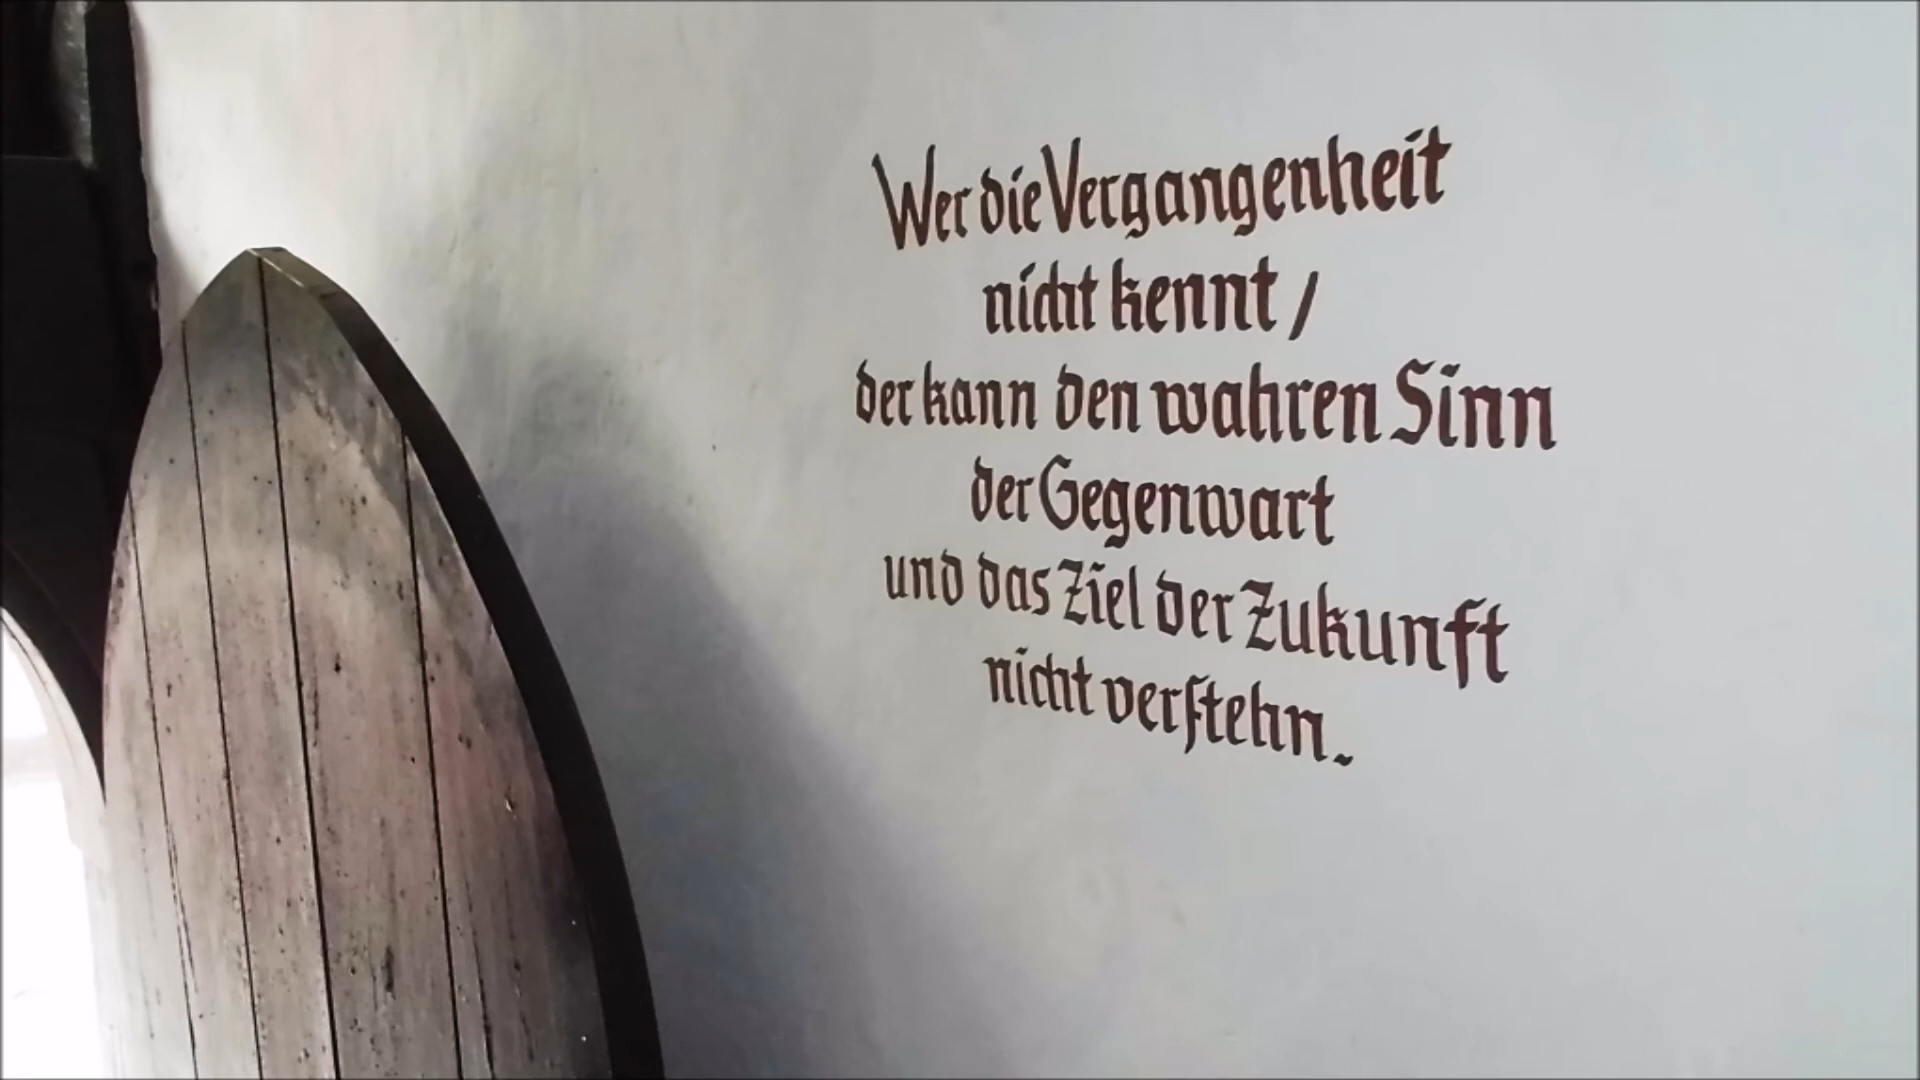 Wer die Vergangenheit
nicht kennt /
der kann den wahren Sinn
der Gegenwart
und das Ziel der Zukunft
nicht verſtehn.